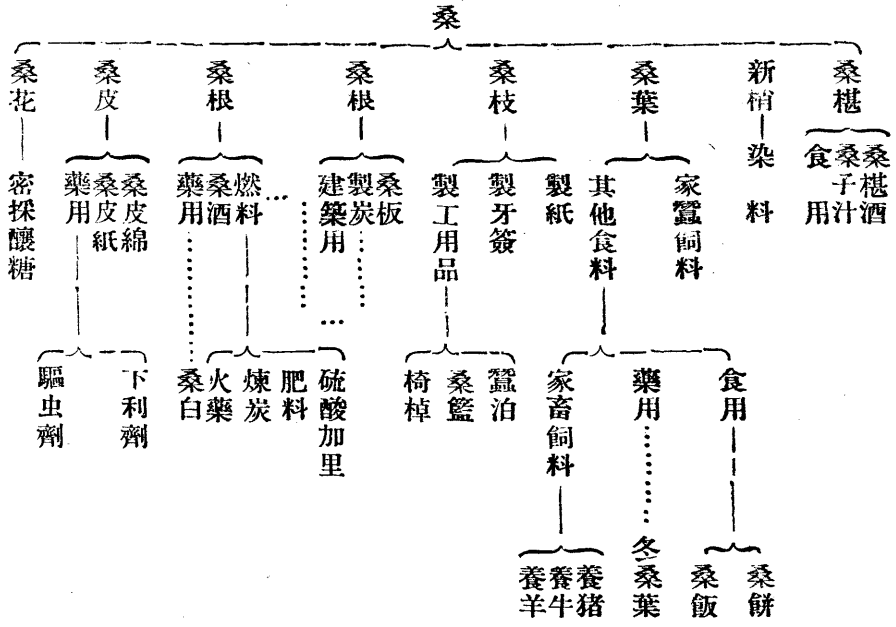 桑
桑椹
桑椹酒
桑子汁
食用
新梢
染料
桑葉
家蠶飼料
其他食料
食用
桑餅
桑飯
藥用
冬桑葉
家畜飼料
養猪
養牛
養羊
桑枝
製紙
製牙簽
製工用品
蠶泊
桑籃
椅棹
桑根
桑板
製炭
建築用
硫酸加里
肥料
桑根
燃料
桑酒
藥用
煉炭
火藥
桑白
桑皮
桑皮綿
桑皮紙
藥用
下利劑
驅虫劑
桑花
密採釀糖